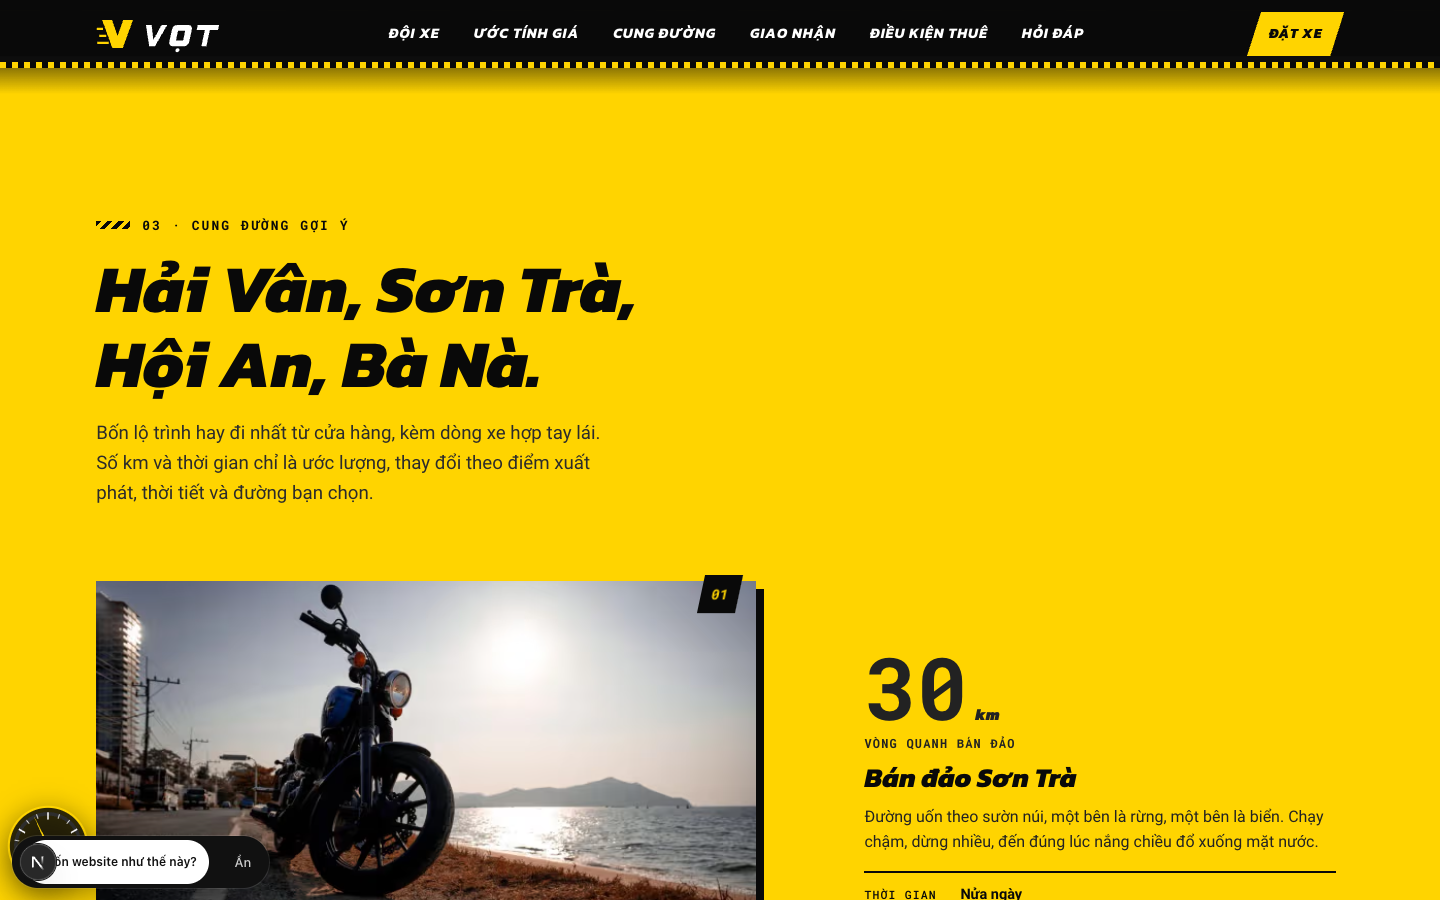 VỌT
ĐỘI XE
ƯỚC TÍNH GIÁ
CUNG ĐƯỜNG
GIAO NHẬN
ĐIỀU KIỆN THUÊ
HỎI ĐÁP
ĐẶT XE
03 · CUNG ĐƯỜNG GỢI Ý
Hải Vân, Sơn Trà,
Hội An, Bà Nà.
Bốn lộ trình hay đi nhất từ cửa hàng, kèm dòng xe hợp tay lái.
Số km và thời gian chỉ là ước lượng, thay đổi theo điểm xuất
phát, thời tiết và đường bạn chọn.
01
30 km
VÒNG QUANH BÁN ĐẢO
Bán đảo Sơn Trà
Đường uốn theo sườn núi, một bên là rừng, một bên là biển. Chạy
chậm, dừng nhiều, đến đúng lúc nắng chiều đổ xuống mặt nước.
THỜI GIAN Nửa ngày
website như thế này?
Ẩn